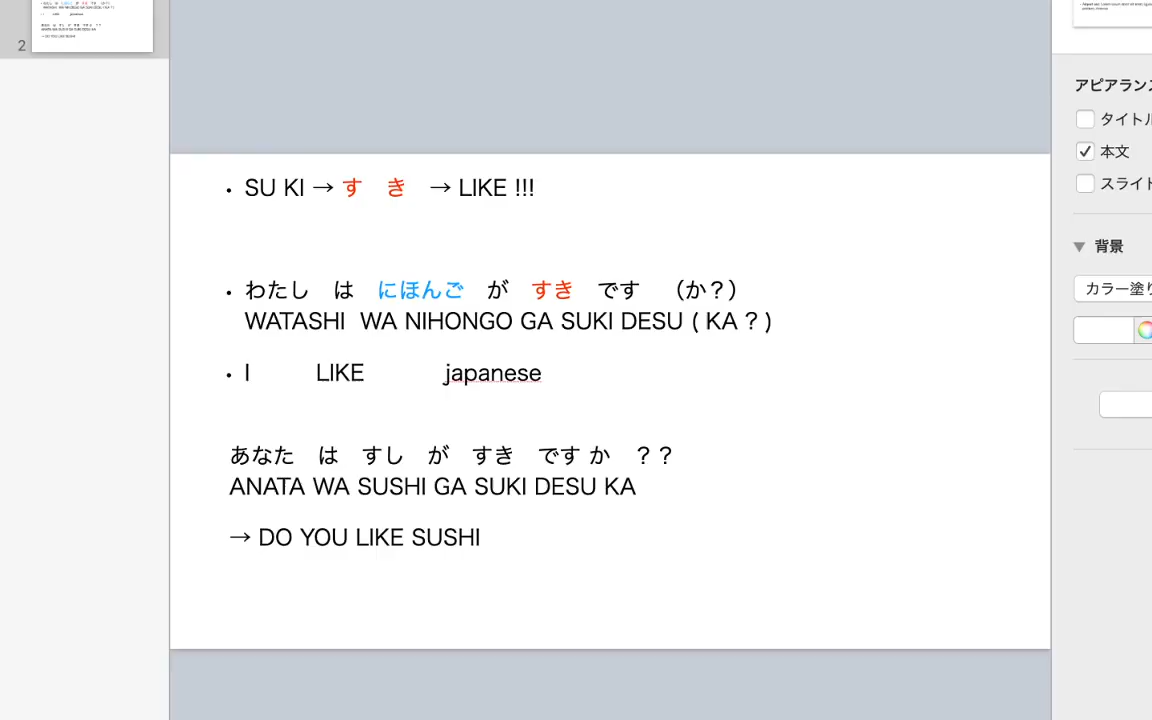 2
• SU KI → す　き　→ LIKE !!!
• わたし　は　にほんご　が　すき　です　（か？）
WATASHI  WA NIHONGO GA SUKI DESU ( KA ? )
• I　　LIKE　　　japanese
あなた　は　すし　が　すき　です か　？？
ANATA WA SUSHI GA SUKI DESU KA
→ DO YOU LIKE SUSHI
アピアランス
タイトル
本文
スライド
背景
カラー塗り